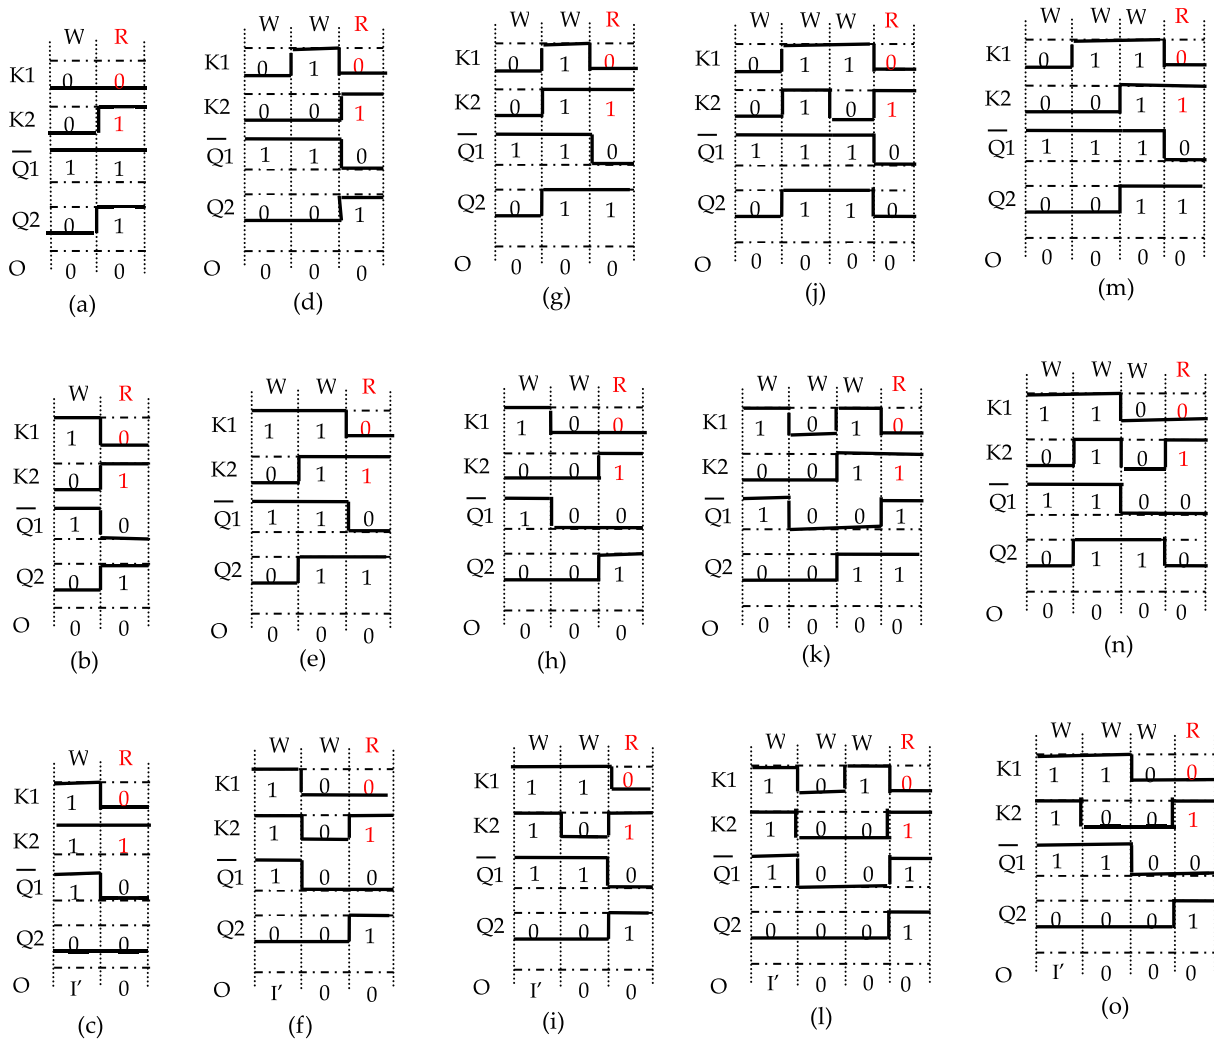 W R
K1 0 0
K2 0 1
Q1 1 1
Q2 0 1
O 0 0
(a)
W W R
K1 0 1 0
K2 0 0 1
Q1 1 1 0
Q2 0 0 1
O 0 0 0
(d)
W W R
K1 0 1 0
K2 0 1 1
Q1 1 1 0
Q2 0 1 1
O 0 0 0
(g)
W W W R
K1 0 1 1 0
K2 0 1 0 1
Q1 1 1 1 0
Q2 0 1 1 0
O 0 0 0 0
(j)
W W W R
K1 0 1 1 0
K2 0 0 1 1
Q1 1 1 1 0
Q2 0 0 1 1
O 0 0 0 0
(m)
W R
K1 1 0
K2 0 1
Q1 1 0
Q2 0 1
O 0 0
(b)
W W R
K1 1 1 0
K2 0 1 1
Q1 1 1 0
Q2 0 1 1
O 0 0 0
(e)
W W R
K1 1 0 0
K2 0 0 1
Q1 1 0 0
Q2 0 0 1
O 0 0 0
(h)
W W W R
K1 1 0 1 0
K2 0 0 1 1
Q1 1 0 0 1
Q2 0 0 1 1
O 0 0 0 0
(k)
W W W R
K1 1 1 0 0
K2 0 1 0 1
Q1 1 1 0 0
Q2 0 1 1 0
O 0 0 0 0
(n)
W R
K1 1 0
K2 1 1
Q1 1 0
Q2 0 0
O I' 0
(c)
W W R
K1 1 0 0
K2 1 0 1
Q1 1 0 0
Q2 0 0 1
O I' 0 0
(f)
W W R
K1 1 1 0
K2 1 0 1
Q1 1 1 0
Q2 0 0 1
O I' 0 0
(i)
W W W R
K1 1 0 1 0
K2 1 0 0 1
Q1 1 0 0 1
Q2 0 0 0 1
O I' 0 0 0
(l)
W W W R
K1 1 1 0 0
K2 1 0 0 1
Q1 1 1 0 0
Q2 0 0 0 1
O I' 0 0 0
(o)